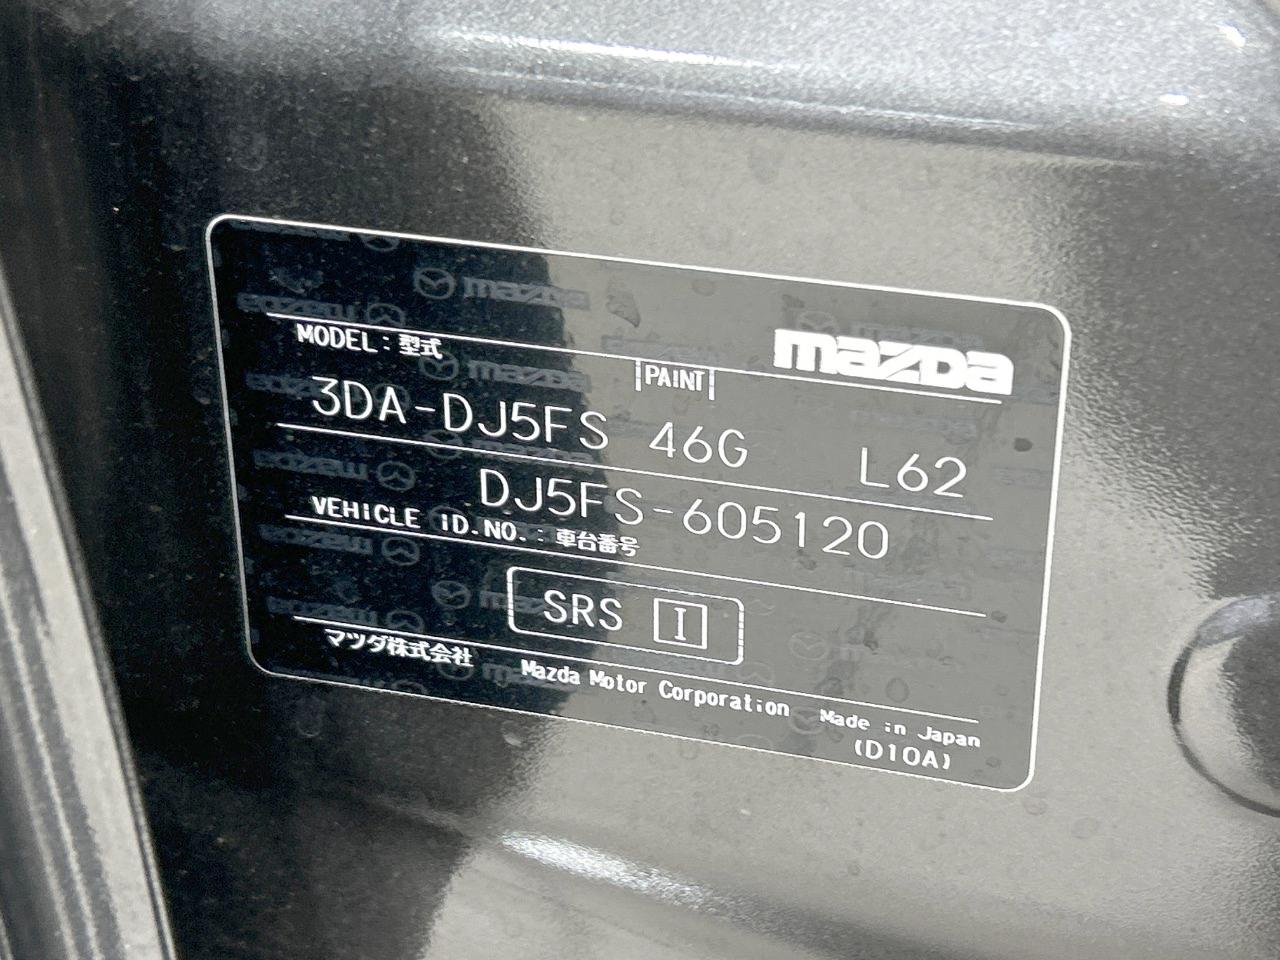 mazda
MODEL:型式
PAINT
3DA-DJ5FS 46G L62
DJ5FS-605120
VEHICLE ID.NO.:車台番号
SRS I
マツダ株式会社 Mazda Motor Corporation Made in Japan
(D10A)